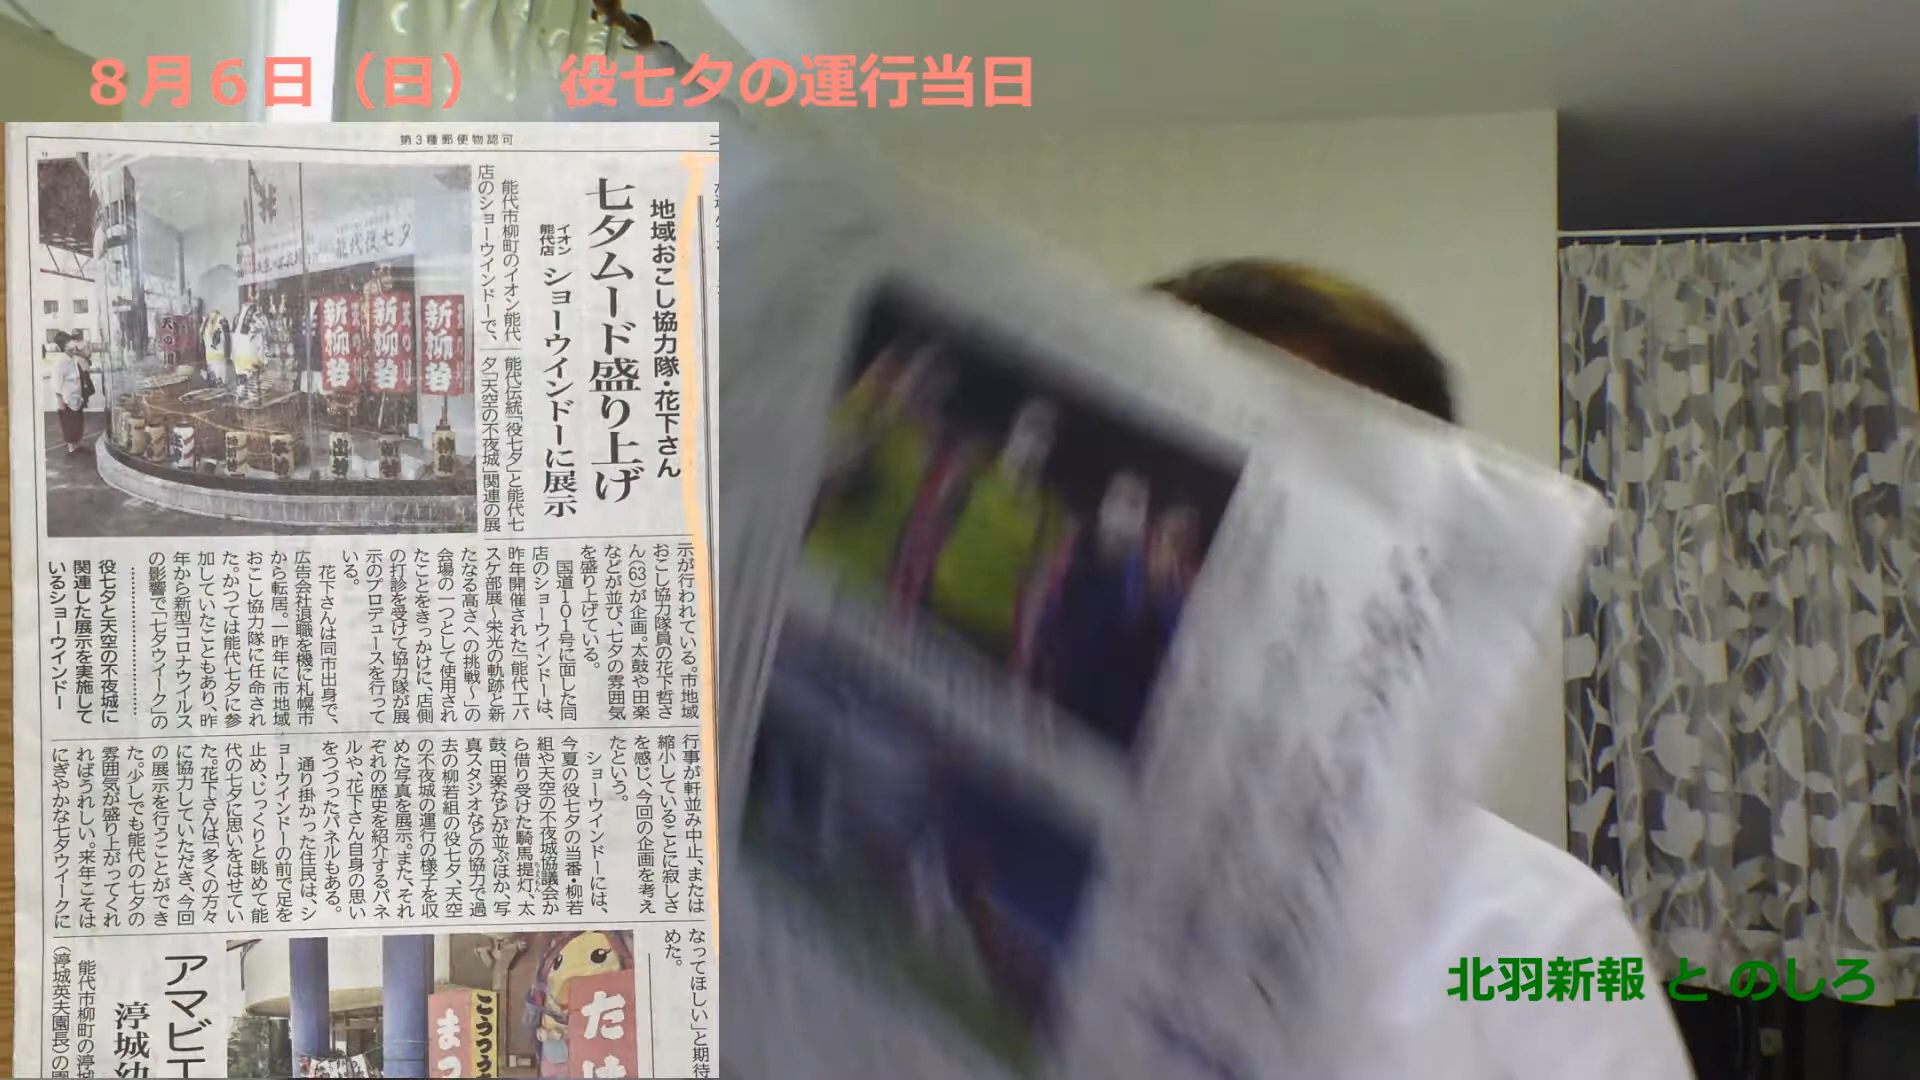 8月6日（日）　役七夕の運行当日
第3種郵便物認可
地域おこし協力隊・花下さん
七夕ムード盛り上げ
イオン能代店
ショーウインドーに展示
能代市柳町のイオン能代
店のショーウインドーで、
能代伝統「役七夕」と能代七
夕「天空の不夜城」関連の展
示が行われている。市地域
おこし協力隊員の花下哲さ
ん(63)が企画。太鼓や田楽
などが並び、七夕の雰囲気
を盛り上げている。
国道101号に面した同
店のショーウインドーは、
昨年開催された「能代工バ
スケ部展～栄光の軌跡と新
たなる高さへの挑戦～」の
会場の一つとして使用され
たことをきっかけに、店側
の打診を受けて協力隊が展
示のプロデュースを行って
いる。
花下さんは同市出身で、
広告会社退職を機に札幌市
から転居。一昨年に市地域
おこし協力隊に任命され
た。かつては能代七夕に参
加していたこともあり、昨
年から新型コロナウイルス
の影響で「七夕ウイーク」の
行事が軒並み中止、または
縮小していることに寂しさ
を感じ、今回の企画を考え
たという。
ショーウインドーには、
今夏の役七夕の当番・柳若
組や天空の不夜城協議会か
ら借り受けた騎馬提灯、太
鼓、田楽などが並ぶほか、写
真スタジオなどの協力で過
去の柳若組の役七夕、天空
の不夜城の運行の様子を収
めた写真を展示。また、それ
ぞれの歴史を紹介するパネ
ルや、花下さん自身の思い
をつづったパネルもある。
通り掛かった住民は、シ
ョーウインドーの前で足を
止め、じっくりと眺めて能
代の七夕に思いをはせてい
た。花下さんは「多くの方々
に協力していただき、今回
の展示を行うことができ
た。少しでも能代の七夕の
雰囲気が盛り上がってくれ
ればうれしい。来年こそは
にぎやかな七夕ウイークに
なってほしい」と期待
めた。
役七夕と天空の不夜城に
関連した展示を実施して
いるショーウインドー
能代役七夕
新柳若
新柳若
新柳若
アマビエ
渟城幼
能代市柳町の渟城
(渟城英夫園長)の園
こうつう
北羽新報 と のしろ